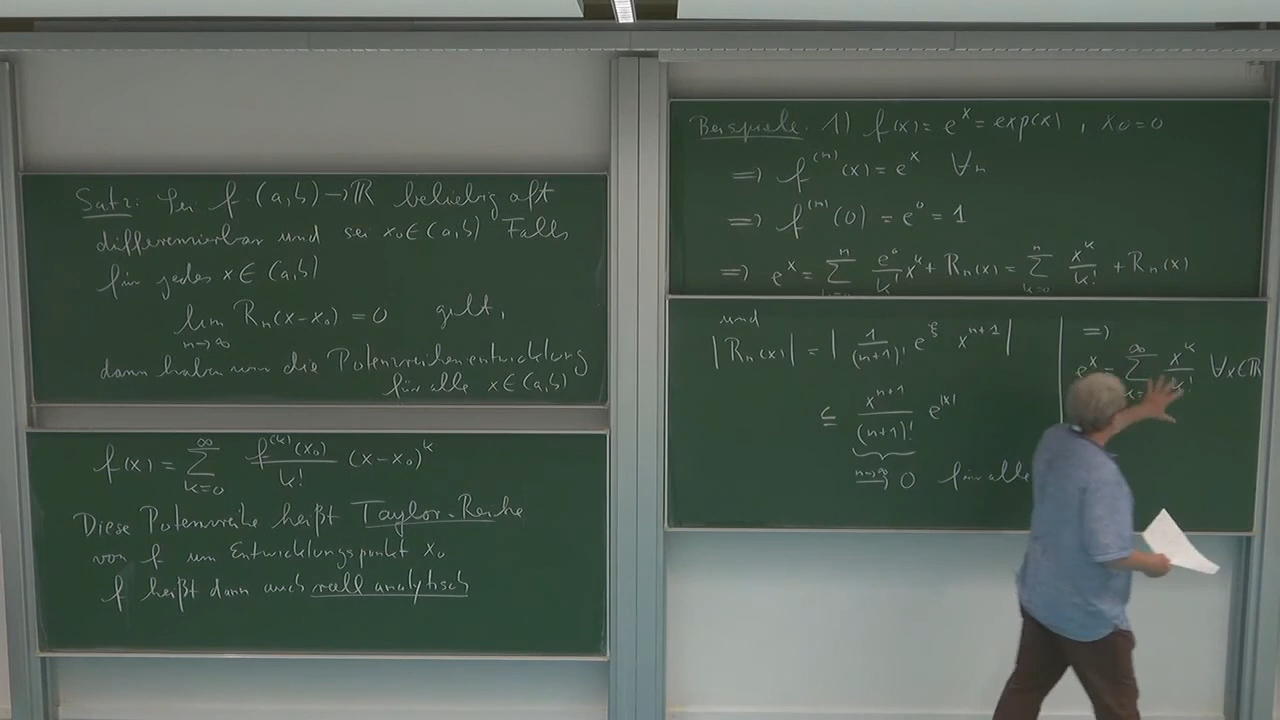 Satz: Sei f: (a,b) → ℝ beliebig oft
differenzierbar und sei x₀ ∈ (a,b) Falls
für jedes x ∈ (a,b)
lim_{n→∞} Rₙ(x-x₀) = 0 gilt,
dann haben wir die Potenzreihenentwicklung
für alle x ∈ (a,b)
f(x) = ∑_{k=0}^{∞} f^{(k)}(x₀)/k! (x-x₀)^k
Diese Potenzreihe heißt Taylor-Reihe
von f um Entwicklungspunkt x₀
f heißt dann auch reell analytisch
Beispiele. 1) f(x) = e^x = exp(x), x₀=0
⟹ f^{(n)}(x) = e^x ∀n
⟹ f^{(n)}(0) = e^0 = 1
⟹ e^x = ∑^{n} e^0/k! x^k + Rₙ(x) = ∑_{k=0}^{n} x^k/k! + Rₙ(x)
und
|Rₙ(x)| = | 1/(n+1)! e^ξ x^{n+1} |
≤ x^{n+1}/(n+1)! e^{|x|}
n→∞ → 0 für alle
⟹
e^x = ∑^{∞} x^k/k! ∀x∈ℝ